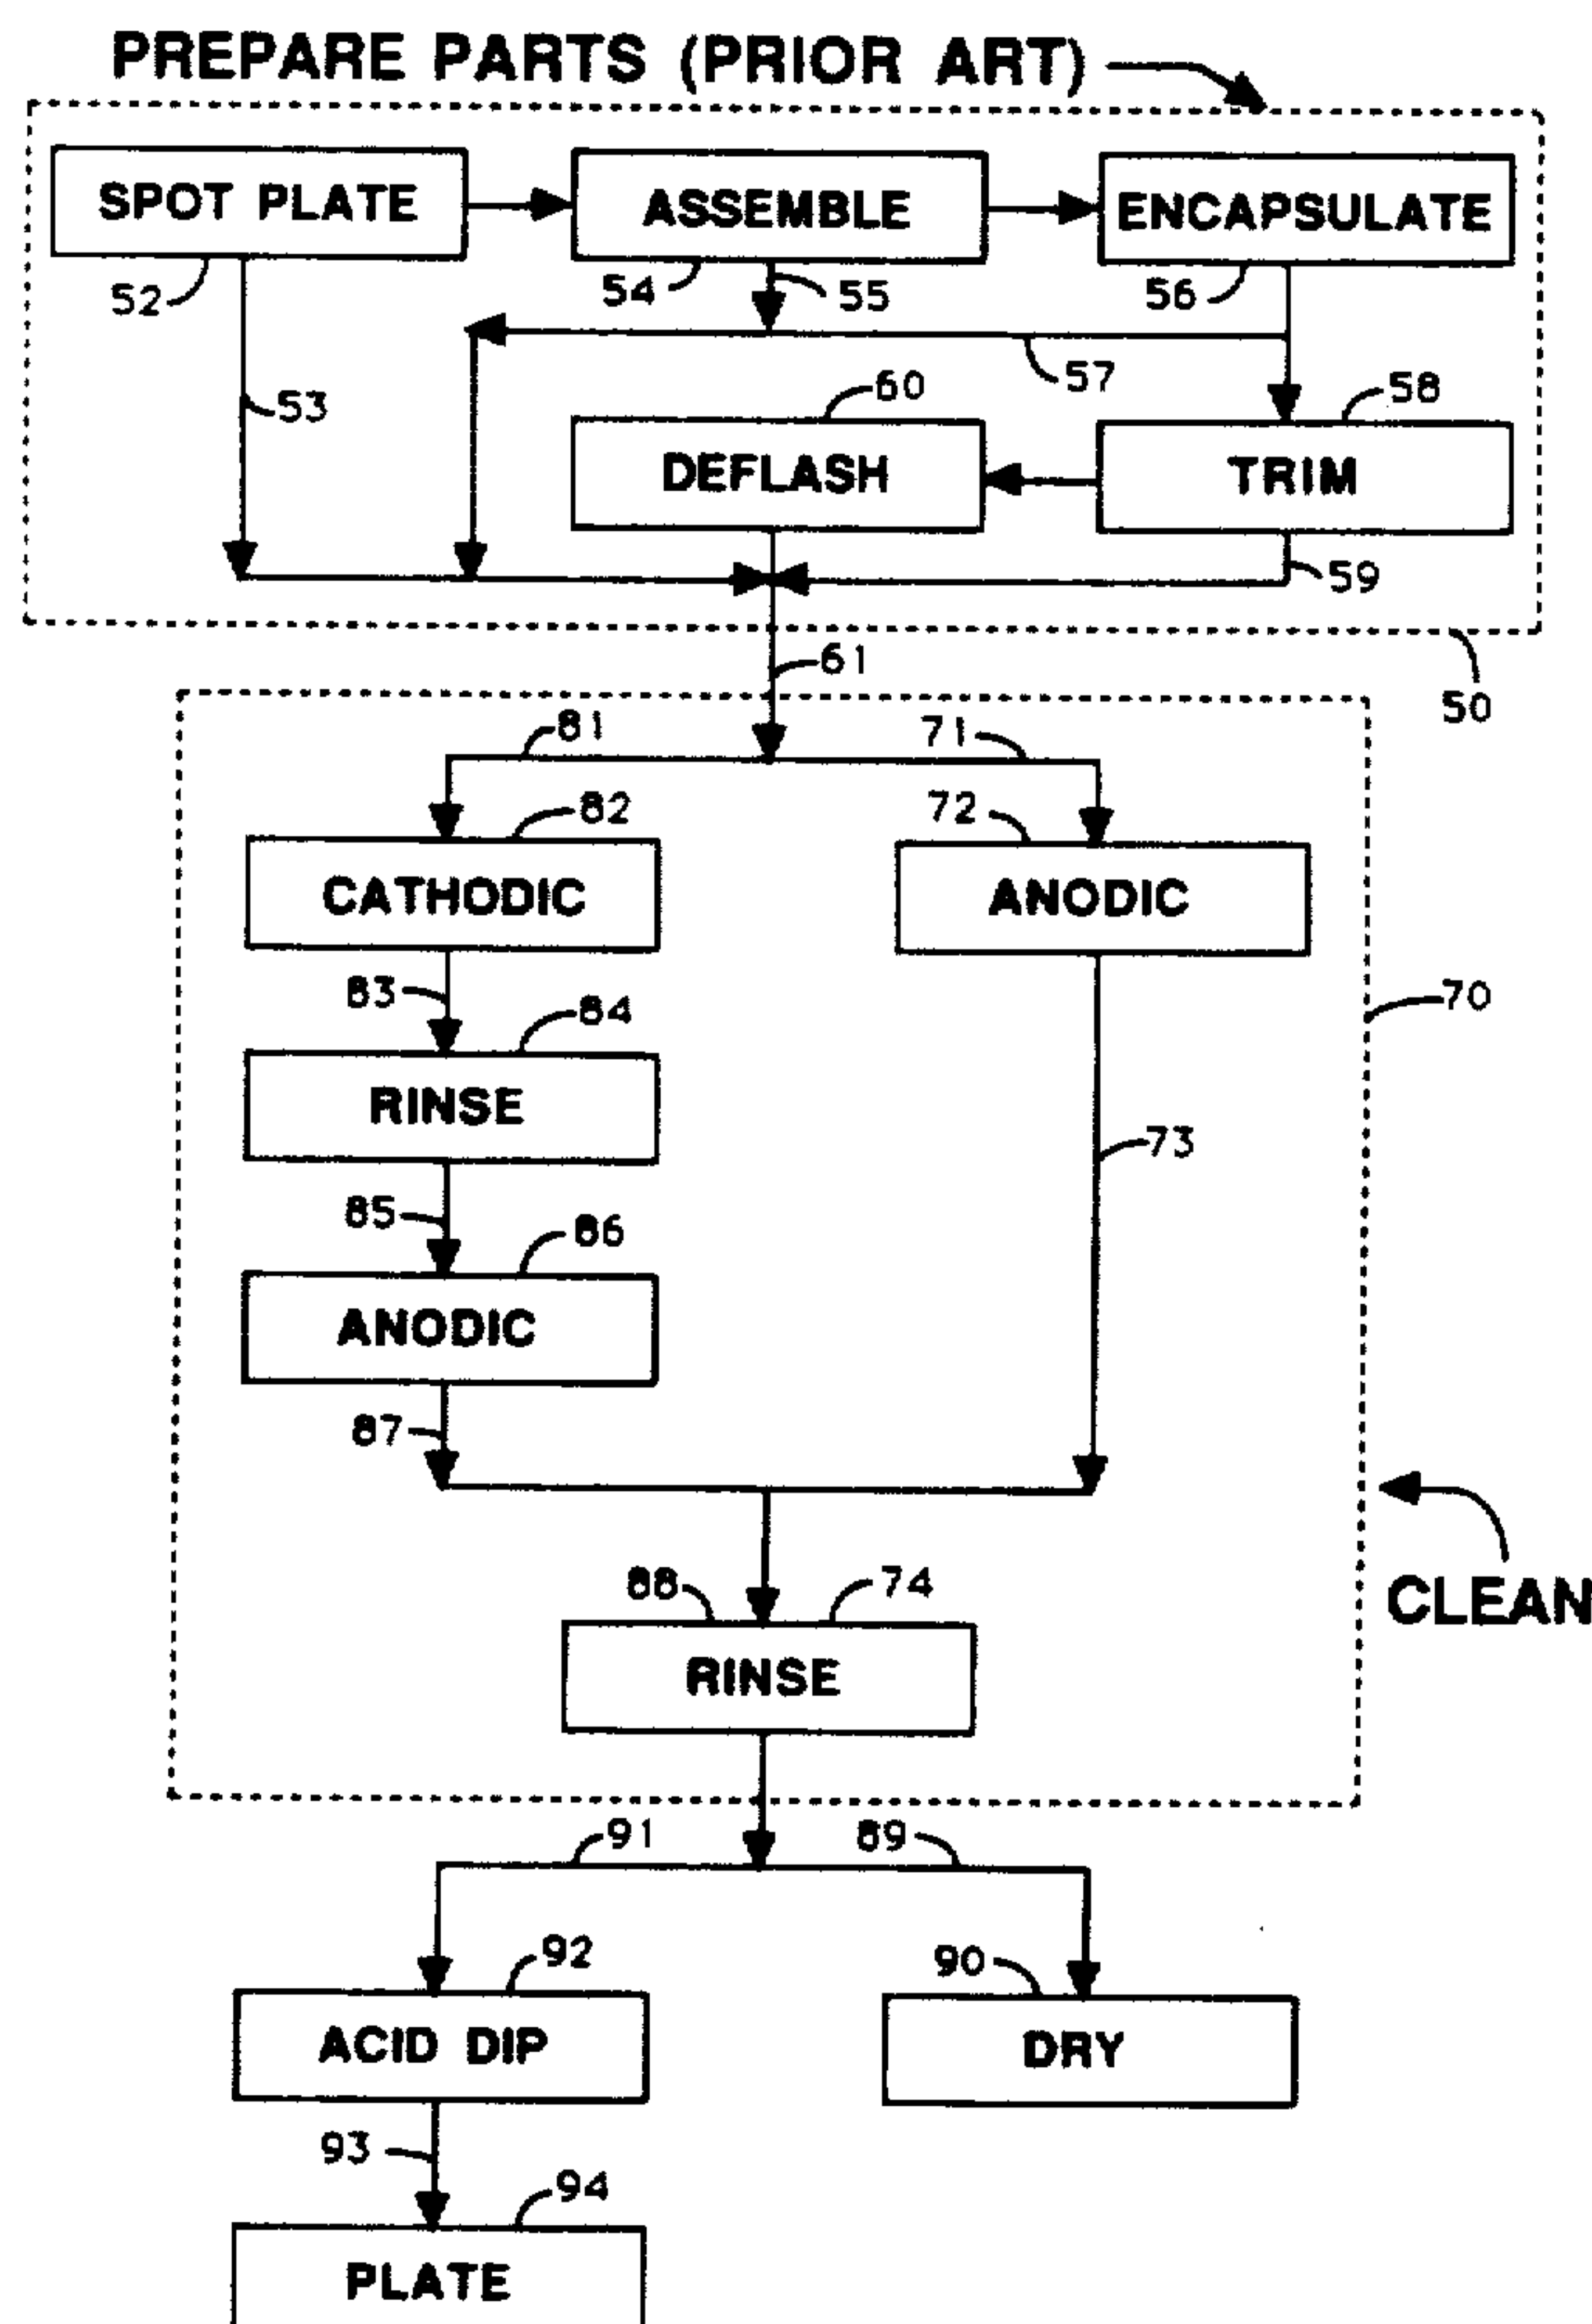 PREPARE PARTS (PRIOR ART)
SPOT PLATE
ASSEMBLE
ENCAPSULATE
52
54
55
56
57
53
60
58
DEFLASH
TRIM
59
61
50
81
71
82
72
CATHODIC
ANODIC
83
84
70
RINSE
73
85
86
ANODIC
87
88
74
CLEAN
RINSE
91
89
92
90
ACID DIP
DRY
93
94
PLATE